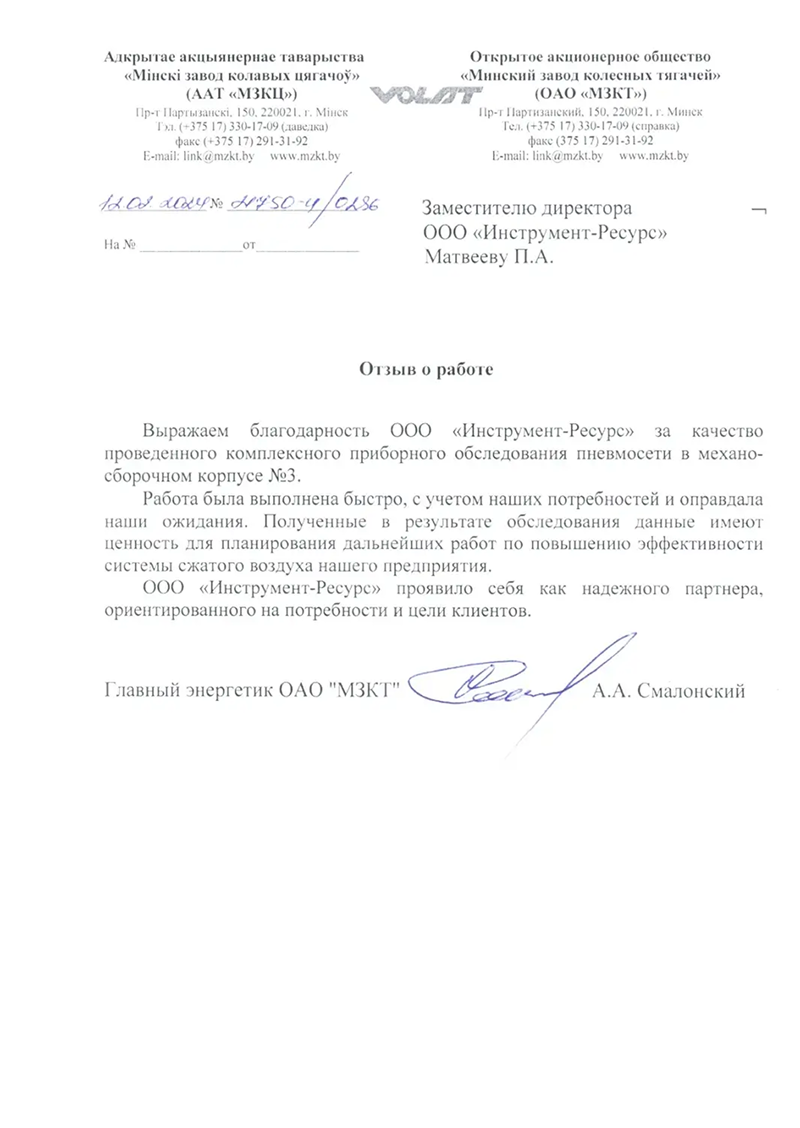 Адкрытае акцыянернае таварыства
«Мінскі завод колавых цягачоў»
(ААТ «МЗКЦ»)
Пр-т Партызанскі, 150, 220021, г. Мінск
Тэл. (+375 17) 330-17-09 (даведка)
факс (+375 17) 291-31-92
E-mail: link@mzkt.by www.mzkt.by
VOLAT
Открытое акционерное общество
«Минский завод колесных тягачей»
(ОАО «МЗКТ»)
Пр-т Партизанский, 150, 220021, г. Минск
Тел. (+375 17) 330-17-09 (справка)
факс (375 17) 291-31-92
E-mail: link@mzkt.by www.mzkt.by
12.02.2024 №
На № от
Заместителю директора
ООО «Инструмент-Ресурс»
Матвееву П.А.
Отзыв о работе
Выражаем благодарность ООО «Инструмент-Ресурс» за качество
проведенного комплексного приборного обследования пневмосети в механо-
сборочном корпусе №3.
Работа была выполнена быстро, с учетом наших потребностей и оправдала
наши ожидания. Полученные в результате обследования данные имеют
ценность для планирования дальнейших работ по повышению эффективности
системы сжатого воздуха нашего предприятия.
ООО «Инструмент-Ресурс» проявило себя как надежного партнера,
ориентированного на потребности и цели клиентов.
Главный энергетик ОАО "МЗКТ" А.А. Смалонский